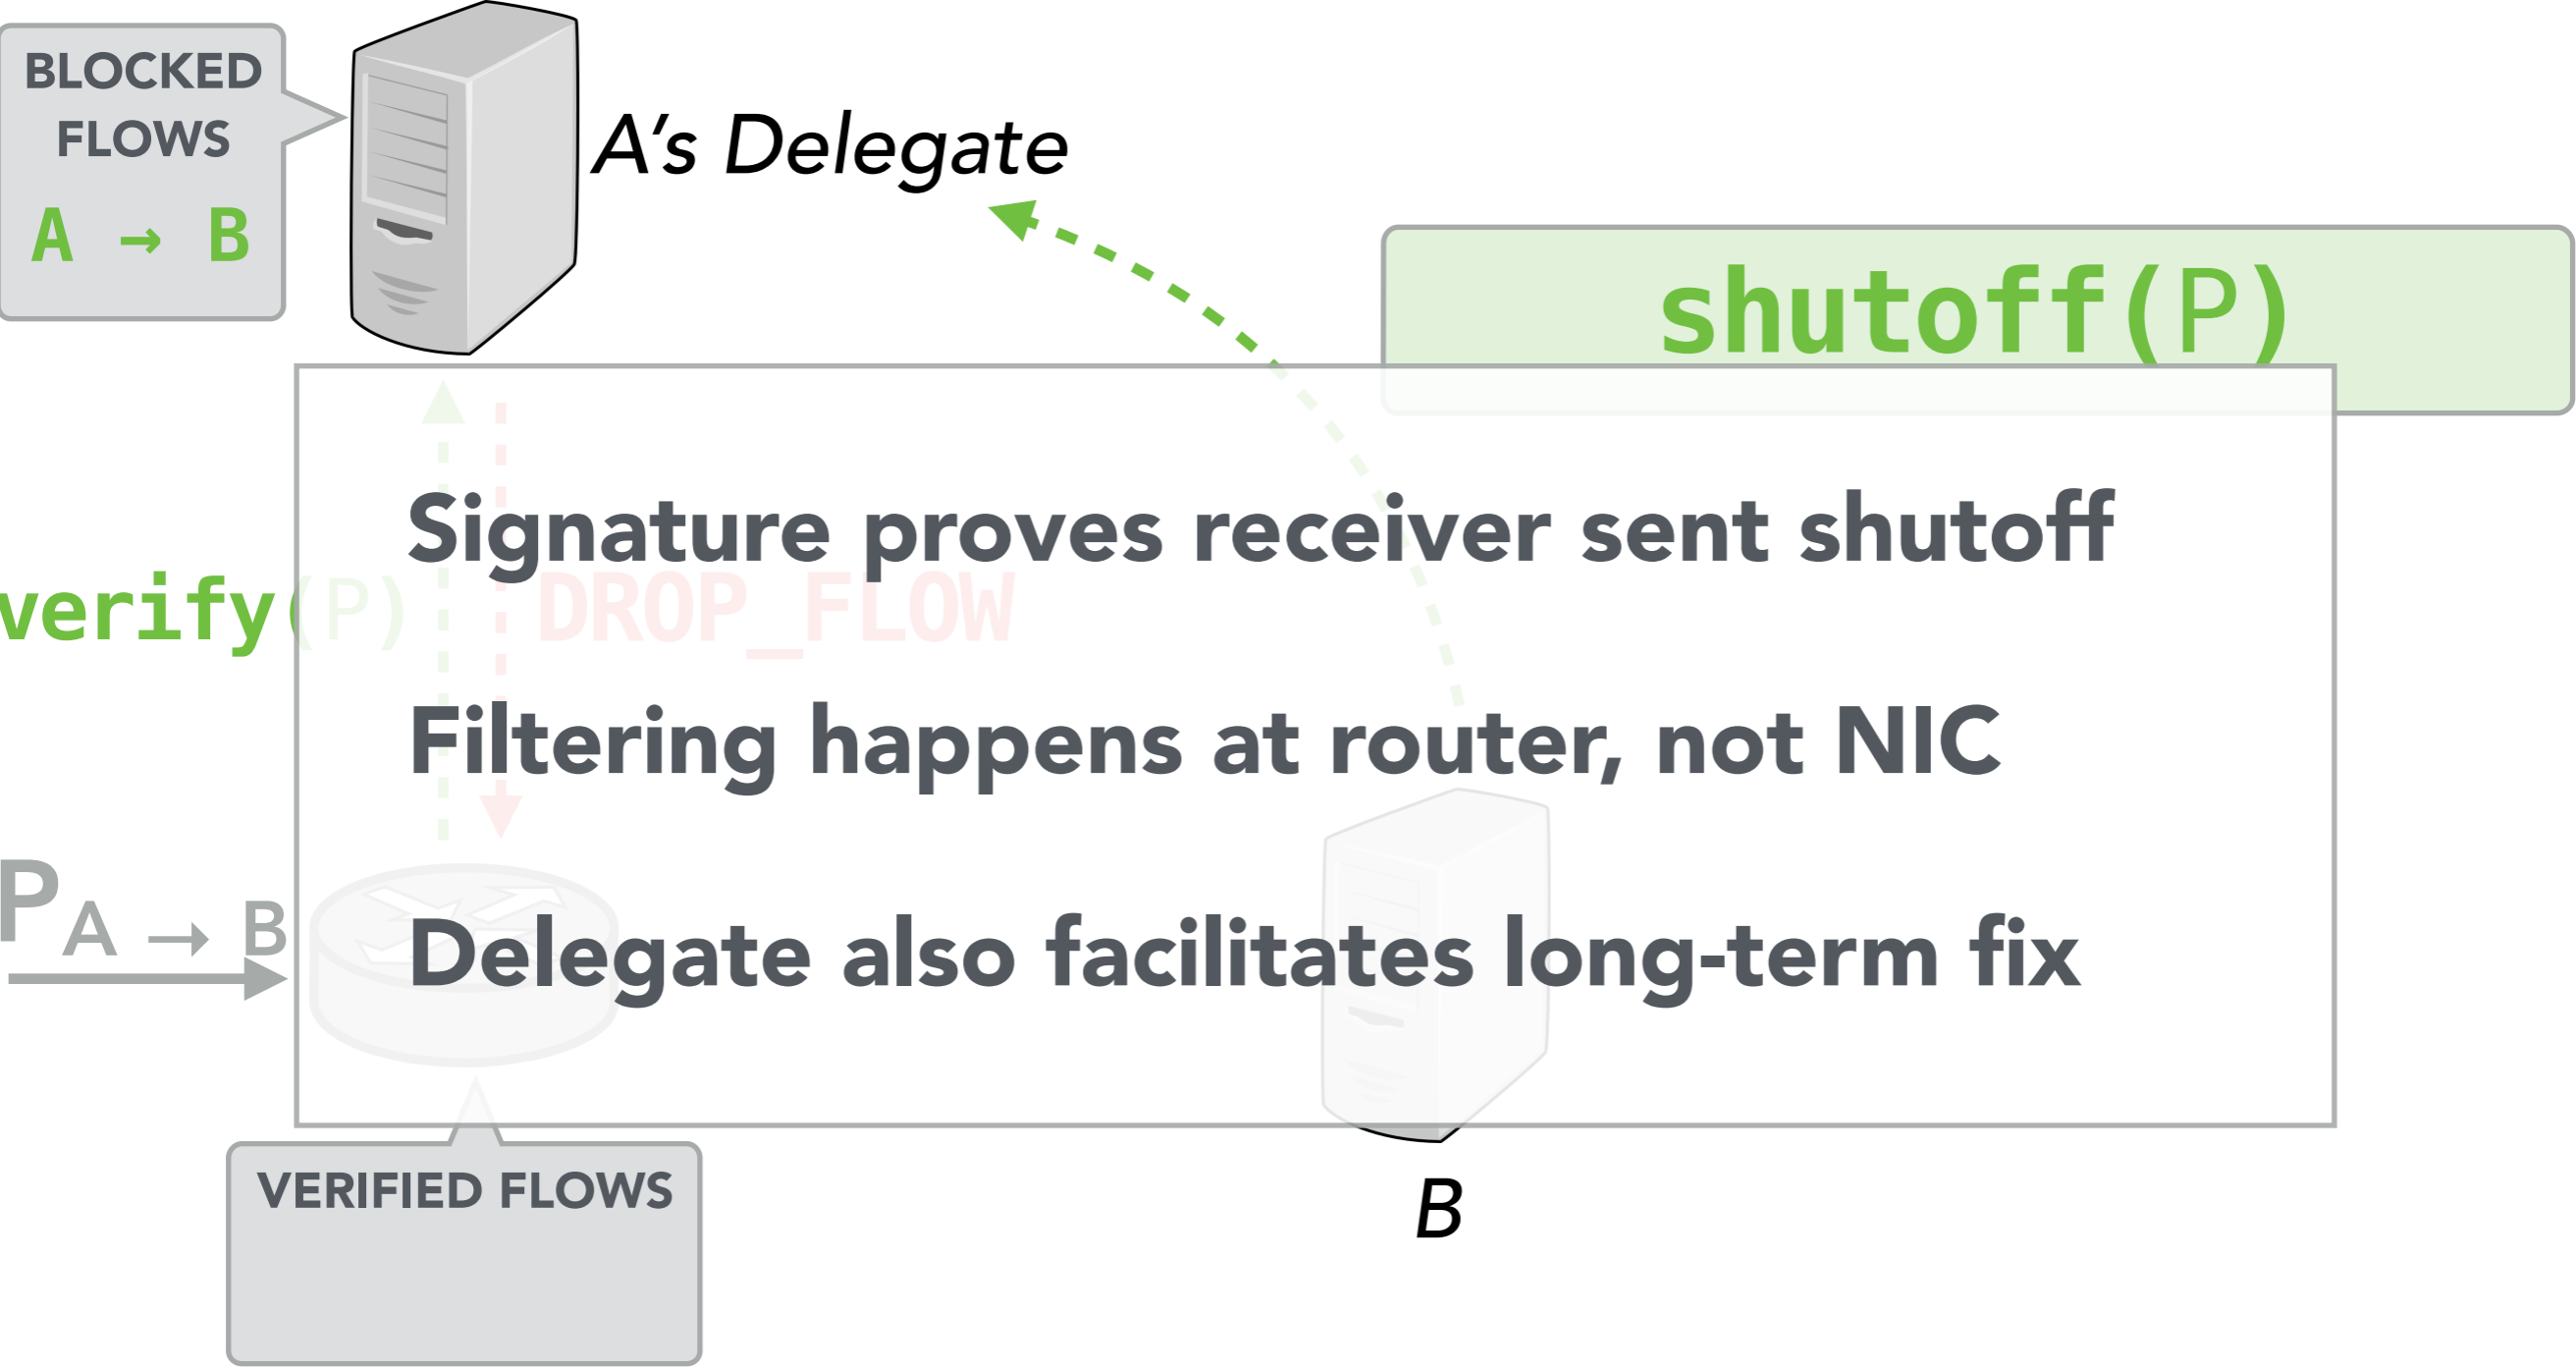 BLOCKED
FLOWS
A → B
A's Delegate
shutoff(P)
Signature proves receiver sent shutoff
verify(P)
DROP_FLOW
Filtering happens at router, not NIC
P A → B
Delegate also facilitates long-term fix
VERIFIED FLOWS
B